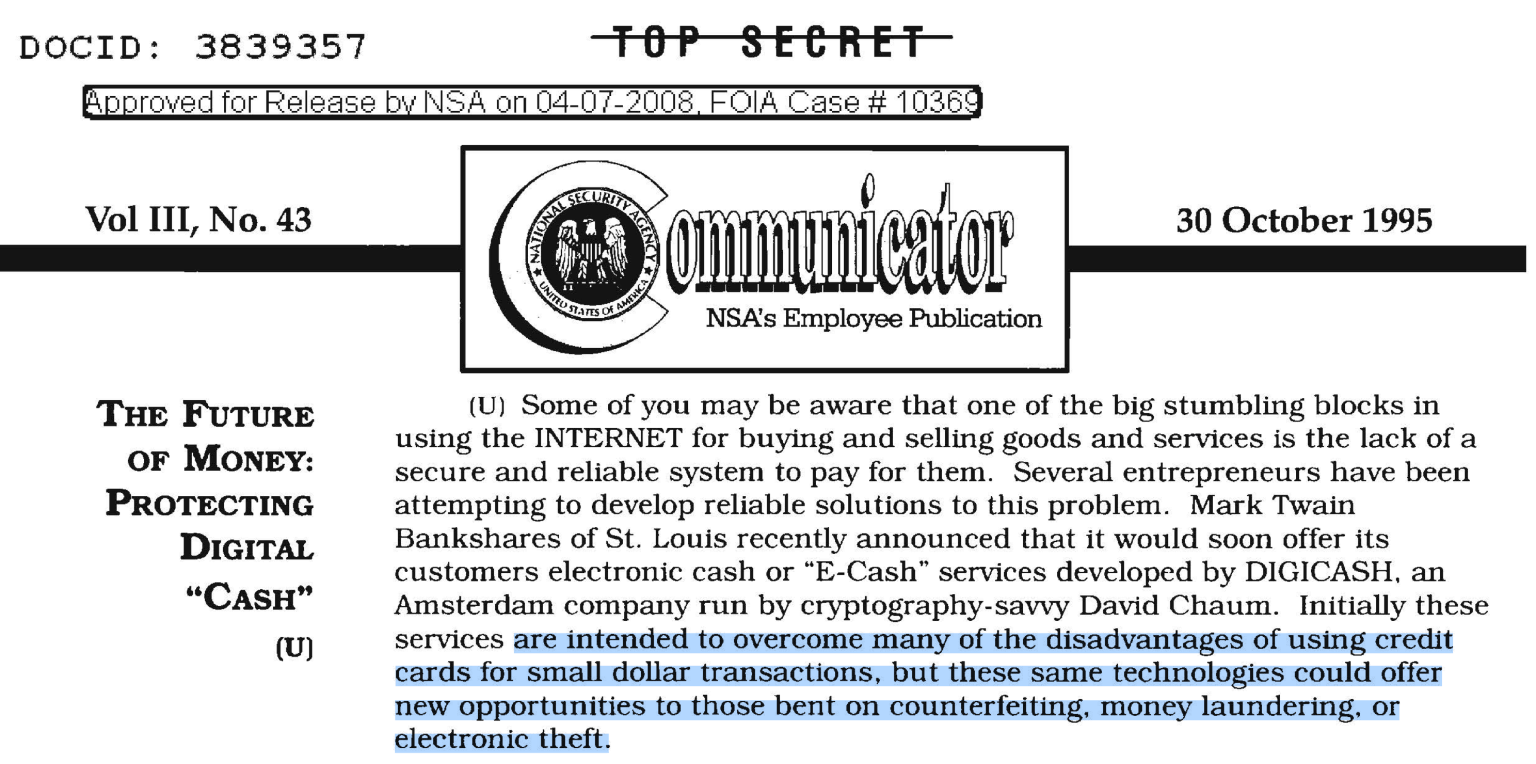 DOCID: 3839357
TOP SECRET
Approved for Release by NSA on 04-07-2008, FOIA Case # 10369
Vol III, No. 43
NATIONAL SECURITY AGENCY
UNITED STATES OF AMERICA
Communicator
NSA's Employee Publication
30 October 1995
THE FUTURE
OF MONEY:
PROTECTING
DIGITAL
“CASH”
(U)
(U) Some of you may be aware that one of the big stumbling blocks in
using the INTERNET for buying and selling goods and services is the lack of a
secure and reliable system to pay for them. Several entrepreneurs have been
attempting to develop reliable solutions to this problem. Mark Twain
Bankshares of St. Louis recently announced that it would soon offer its
customers electronic cash or “E-Cash” services developed by DIGICASH, an
Amsterdam company run by cryptography-savvy David Chaum. Initially these
services are intended to overcome many of the disadvantages of using credit
cards for small dollar transactions, but these same technologies could offer
new opportunities to those bent on counterfeiting, money laundering, or
electronic theft.